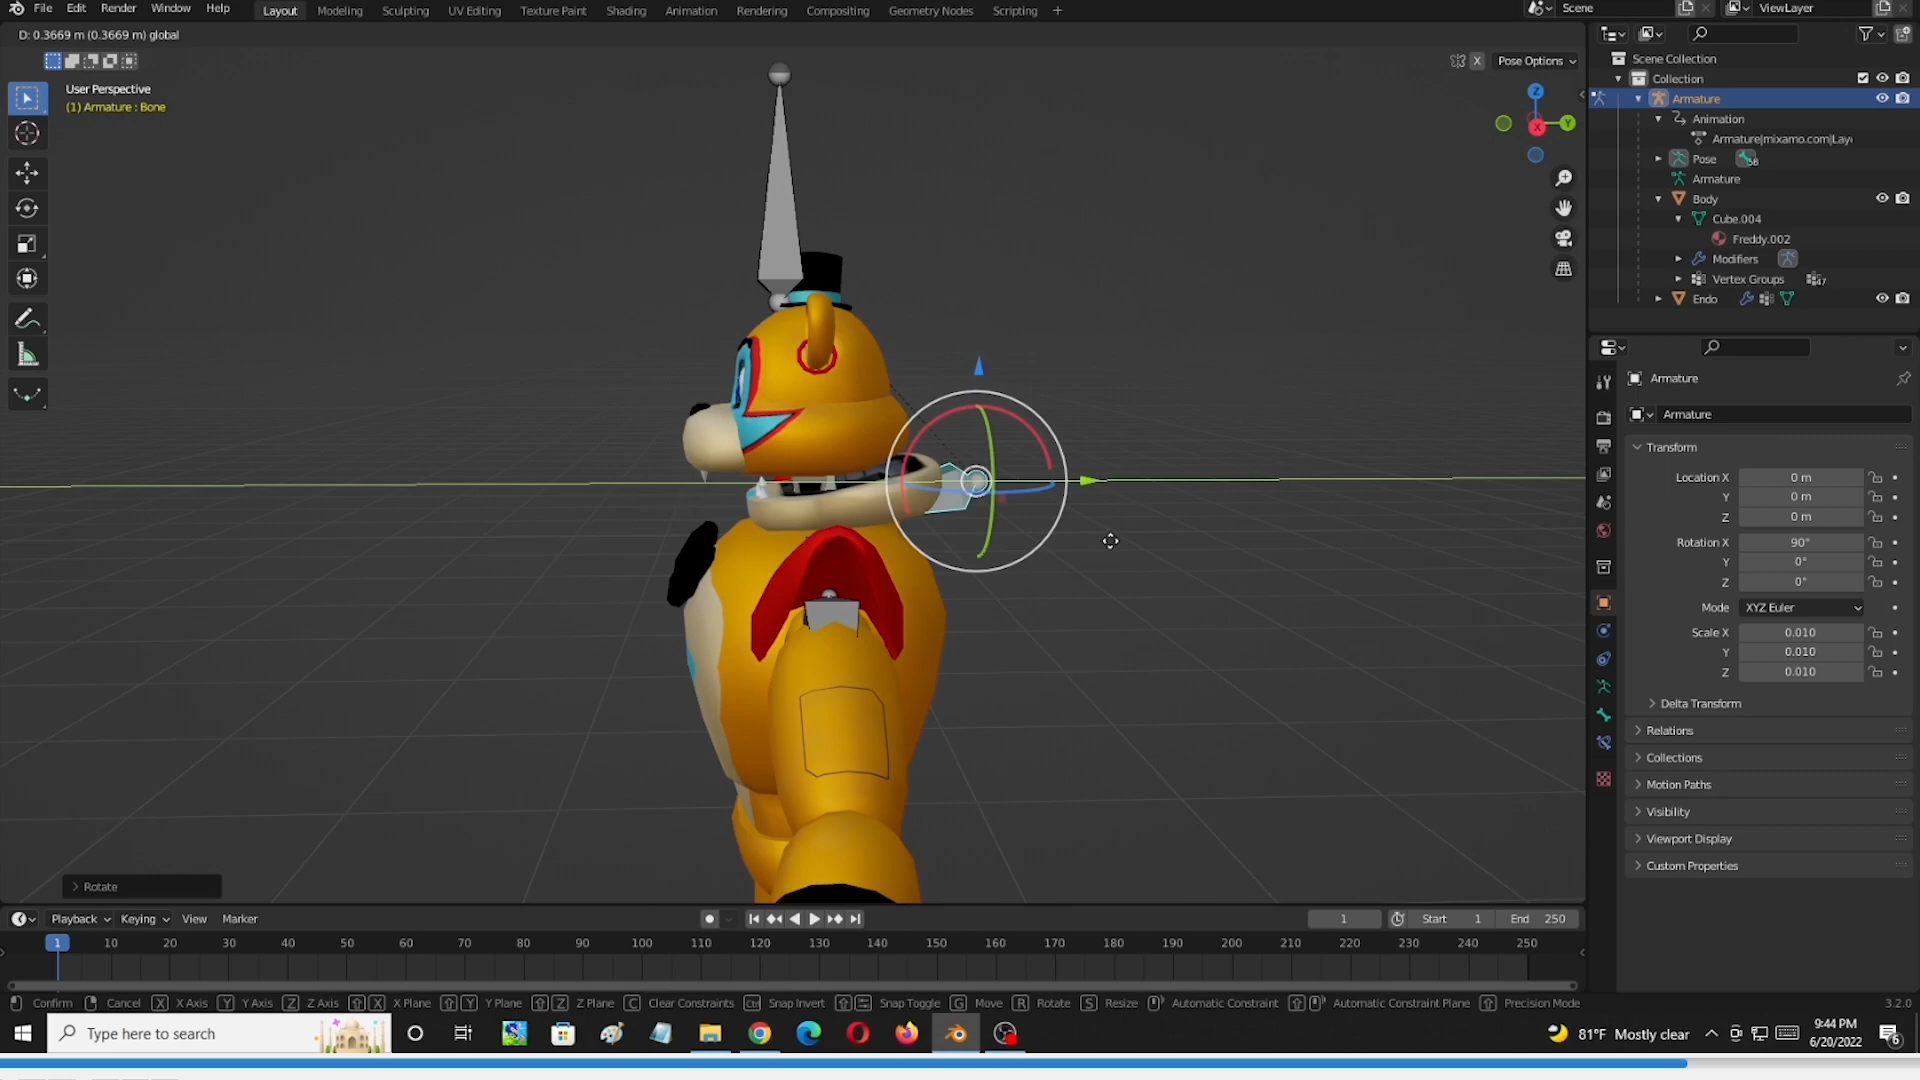 File Edit Render Window Help Layout Modeling Sculpting UV Editing Texture Paint Shading Animation Rendering Compositing Geometry Nodes Scripting + Scene ViewLayer
D: 0.3669 m (0.3669 m) global
X Pose Options
User Perspective
(1) Armature : Bone
Z
Y
X
Scene Collection
Collection
Armature
Animation
Armature|mixamo.com|Lay
Pose 58
Armature
Body
Cube.004
Freddy.002
Modifiers
Vertex Groups 47
Endo
Armature
Armature
Transform
Location X 0 m
Y 0 m
Z 0 m
Rotation X 90°
Y 0°
Z 0°
Mode XYZ Euler
Scale X 0.010
Y 0.010
Z 0.010
Delta Transform
Relations
Collections
Motion Paths
Visibility
Viewport Display
Custom Properties
Rotate
Playback Keying View Marker 1 Start 1 End 250
1 10 20 30 40 50 60 70 80 90 100 110 120 130 140 150 160 170 180 190 200 210 220 230 240 250
Confirm Cancel X X Axis Y Y Axis Z Z Axis X X Plane Y Y Plane Z Z Plane C Clear Constraints Ctrl Snap Invert Snap Toggle G Move R Rotate S Resize Automatic Constraint Automatic Constraint Plane Precision Mode 3.2.0
Type here to search 81°F Mostly clear 9:44 PM
6/20/2022 6